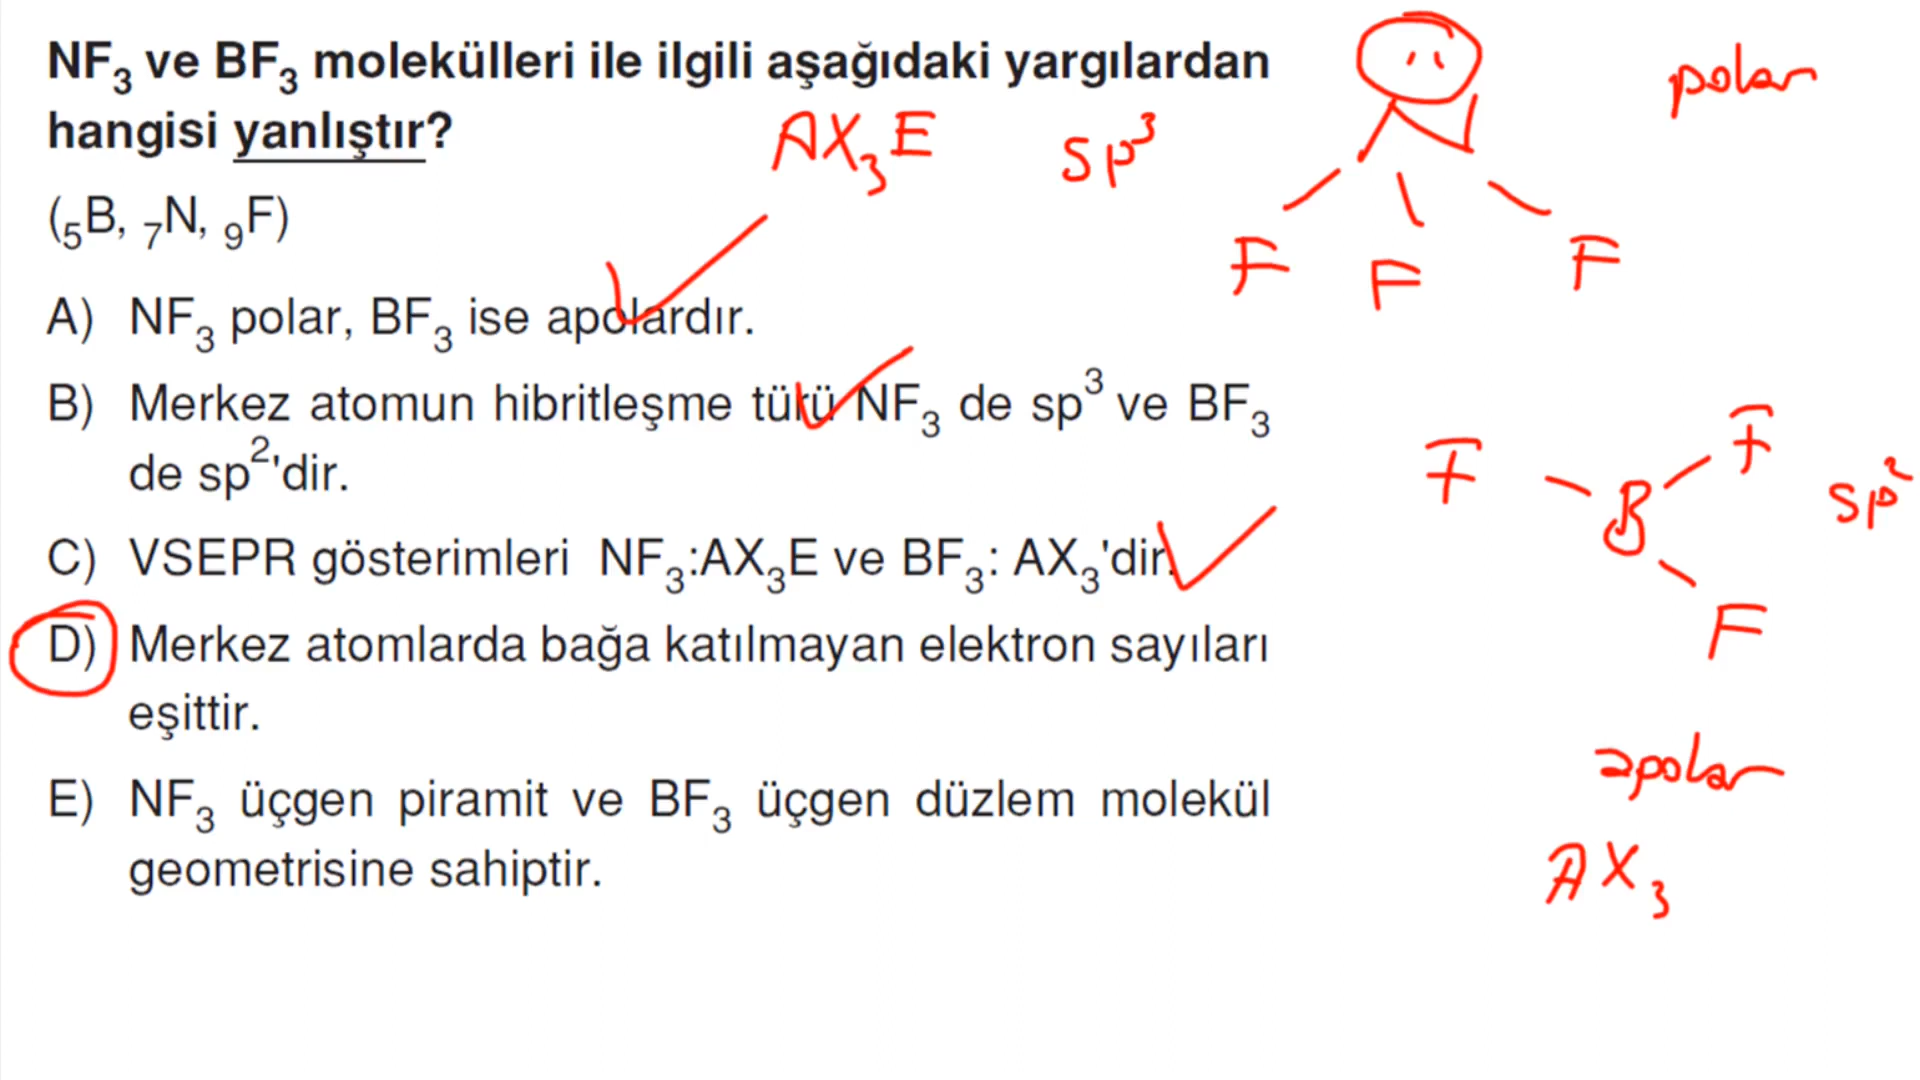 NF₃ ve BF₃ molekülleri ile ilgili aşağıdaki yargılardan
hangisi yanlıştır?
AX₃E sp³
polar
(₅B, ₇N, ₉F)
F F F
A) NF₃ polar, BF₃ ise apolardır.
B) Merkez atomun hibritleşme türü NF₃ de sp³ ve BF₃
de sp²'dir.
F B F sp²
F
C) VSEPR gösterimleri NF₃:AX₃E ve BF₃: AX₃'dir.
D) Merkez atomlarda bağa katılmayan elektron sayıları
eşittir.
E) NF₃ üçgen piramit ve BF₃ üçgen düzlem molekül
geometrisine sahiptir.
apolar
AX₃